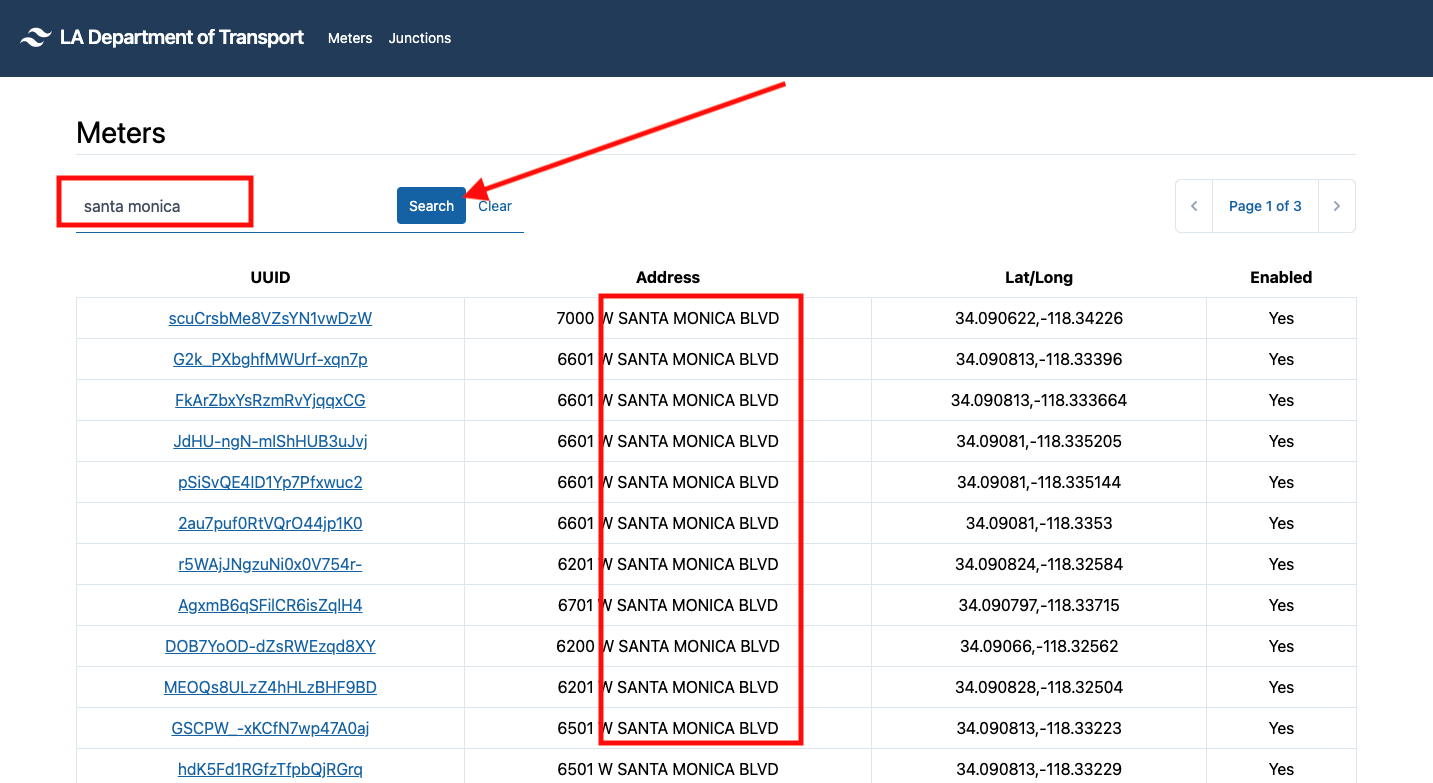 LA Department of Transport Meters Junctions
Meters
santa monica Search Clear Page 1 of 3
UUID Address Lat/Long Enabled
scuCrsbMe8VZsYN1vwDzW 7000 W SANTA MONICA BLVD 34.090622,-118.34226 Yes
G2k_PXbghfMWUrf-xqn7p 6601 W SANTA MONICA BLVD 34.090813,-118.33396 Yes
FkArZbxYsRzmRvYjqqxCG 6601 W SANTA MONICA BLVD 34.090813,-118.333664 Yes
JdHU-ngN-mIShHUB3uJvj 6601 W SANTA MONICA BLVD 34.09081,-118.335205 Yes
pSiSvQE4ID1Yp7Pfxwuc2 6601 W SANTA MONICA BLVD 34.09081,-118.335144 Yes
2au7puf0RtVQrO44jp1K0 6601 W SANTA MONICA BLVD 34.09081,-118.3353 Yes
r5WAjJNgzuNi0x0V754r- 6201 W SANTA MONICA BLVD 34.090824,-118.32584 Yes
AgxmB6qSFilCR6isZqIH4 6701 W SANTA MONICA BLVD 34.090797,-118.33715 Yes
DOB7YoOD-dZsRWEzqd8XY 6200 W SANTA MONICA BLVD 34.09066,-118.32562 Yes
MEOQs8ULzZ4hHLzBHF9BD 6201 W SANTA MONICA BLVD 34.090828,-118.32504 Yes
GSCPW_-xKCfN7wp47A0aj 6501 W SANTA MONICA BLVD 34.090813,-118.33223 Yes
hdK5Fd1RGfzTfpbQjRGrq 6501 W SANTA MONICA BLVD 34.090813,-118.33229 Yes